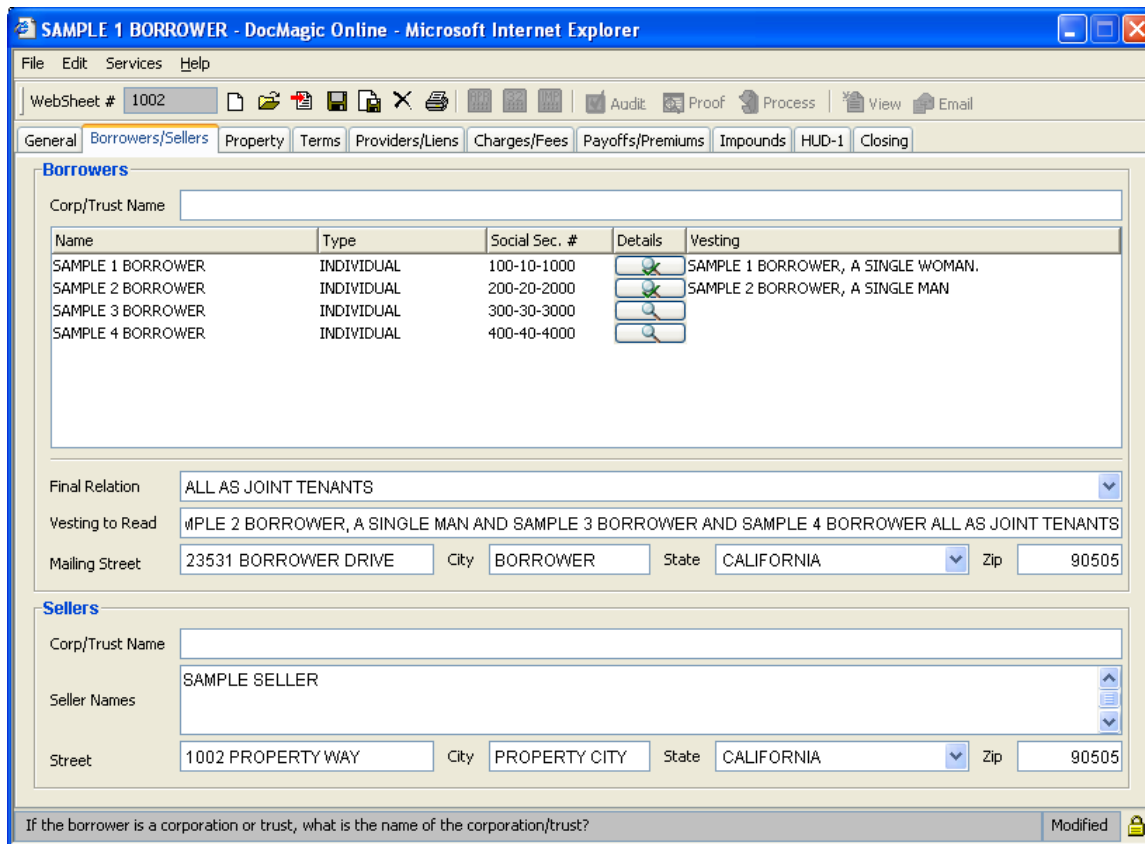 SAMPLE 1 BORROWER - DocMagic Online - Microsoft Internet Explorer
File Edit Services Help
WebSheet # 1002 Audit Proof Process View Email
General Borrowers/Sellers Property Terms Providers/Liens Charges/Fees Payoffs/Premiums Impounds HUD-1 Closing
Borrowers
Corp/Trust Name
Name Type Social Sec. # Details Vesting
SAMPLE 1 BORROWER INDIVIDUAL 100-10-1000 SAMPLE 1 BORROWER, A SINGLE WOMAN.
SAMPLE 2 BORROWER INDIVIDUAL 200-20-2000 SAMPLE 2 BORROWER, A SINGLE MAN
SAMPLE 3 BORROWER INDIVIDUAL 300-30-3000
SAMPLE 4 BORROWER INDIVIDUAL 400-40-4000
Final Relation ALL AS JOINT TENANTS
Vesting to Read 2 BORROWER, A SINGLE MAN AND SAMPLE 3 BORROWER AND SAMPLE 4 BORROWER ALL AS JOINT TENANTS
Mailing Street 23531 BORROWER DRIVE City BORROWER State CALIFORNIA Zip 90505
Sellers
Corp/Trust Name
Seller Names SAMPLE SELLER
Street 1002 PROPERTY WAY City PROPERTY CITY State CALIFORNIA Zip 90505
If the borrower is a corporation or trust, what is the name of the corporation/trust? Modified